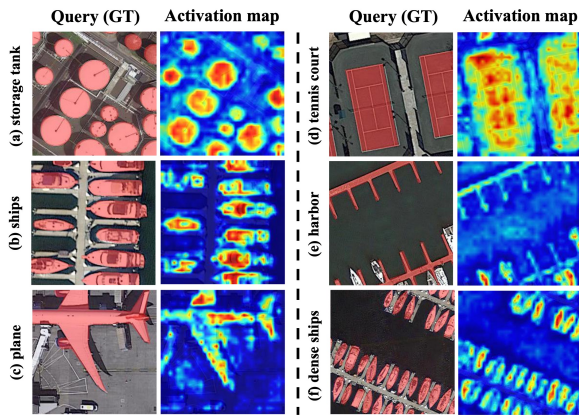 Query (GT) Activation map
(a) storage tank
(b) ships
(c) plane
Query (GT) Activation map
(d) tennis court
(e) harbor
(f) dense ships